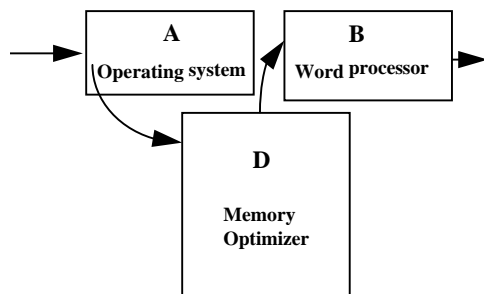 A
Operating system
B
Word processor
D
Memory
Optimizer